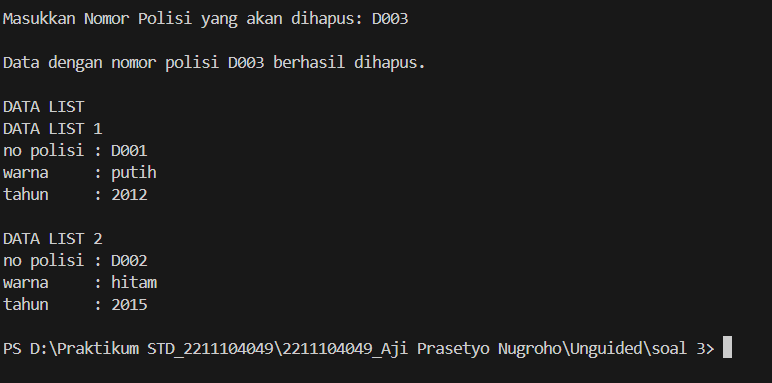 Masukkan Nomor Polisi yang akan dihapus: D003
Data dengan nomor polisi D003 berhasil dihapus.
DATA LIST
DATA LIST 1
no polisi : D001
warna     : putih
tahun     : 2012
DATA LIST 2
no polisi : D002
warna     : hitam
tahun     : 2015
PS D:\Praktikum STD_2211104049\2211104049_Aji Prasetyo Nugroho\Unguided\soal 3>